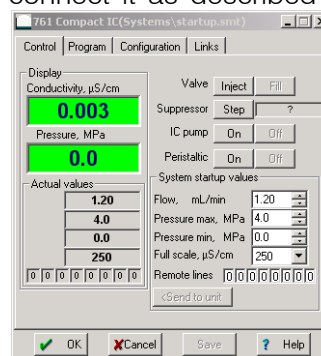 connect it as described
761 Compact IC(Systems\startup.smt)
Control Program Configuration Links
Display
Conductivity, µS/cm
0.003
Pressure, MPa
0.0
Actual values
1.20
4.0
0.0
250
0 0 0 0 0 0 0 0
Valve Inject Fill
Suppressor Step ?
IC pump On Off
Peristaltic On Off
System startup values
Flow, mL/min 1.20
Pressure max, MPa 4.0
Pressure min, MPa 0.0
Full scale, µS/cm 250
Remote lines 0 0 0 0 0 0 0 0
<Send to unit
OK Cancel Save ? Help